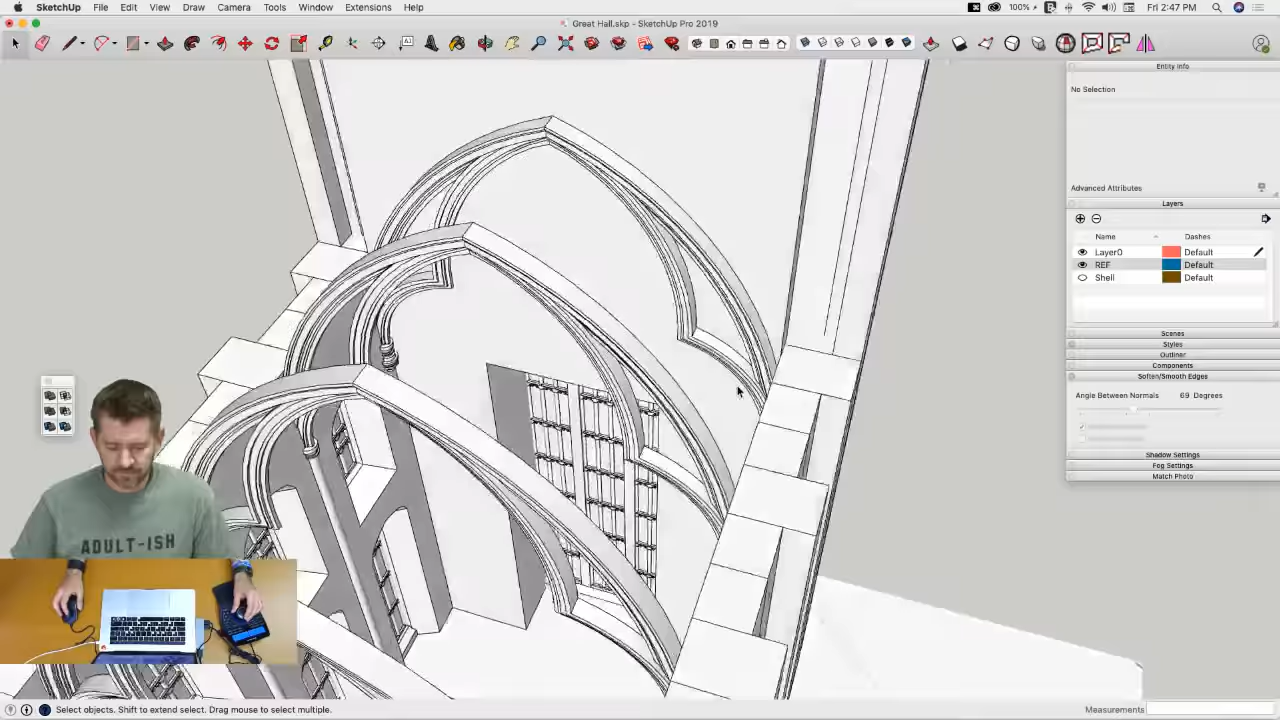 SketchUp File Edit View Draw Camera Tools Window Extensions Help
100% Fri 2:47 PM
Great Hall.skp - SketchUp Pro 2019
Entity Info
No Selection
Advanced Attributes
Layers
Name Dashes
Layer0 Default
REF Default
Shell Default
Scenes
Styles
Outliner
Components
Soften/Smooth Edges
Angle Between Normals 69 Degrees
Shadow Settings
Fog Settings
Match Photo
ADULT-ISH
Select objects. Shift to extend select. Drag mouse to select multiple.
Measurements